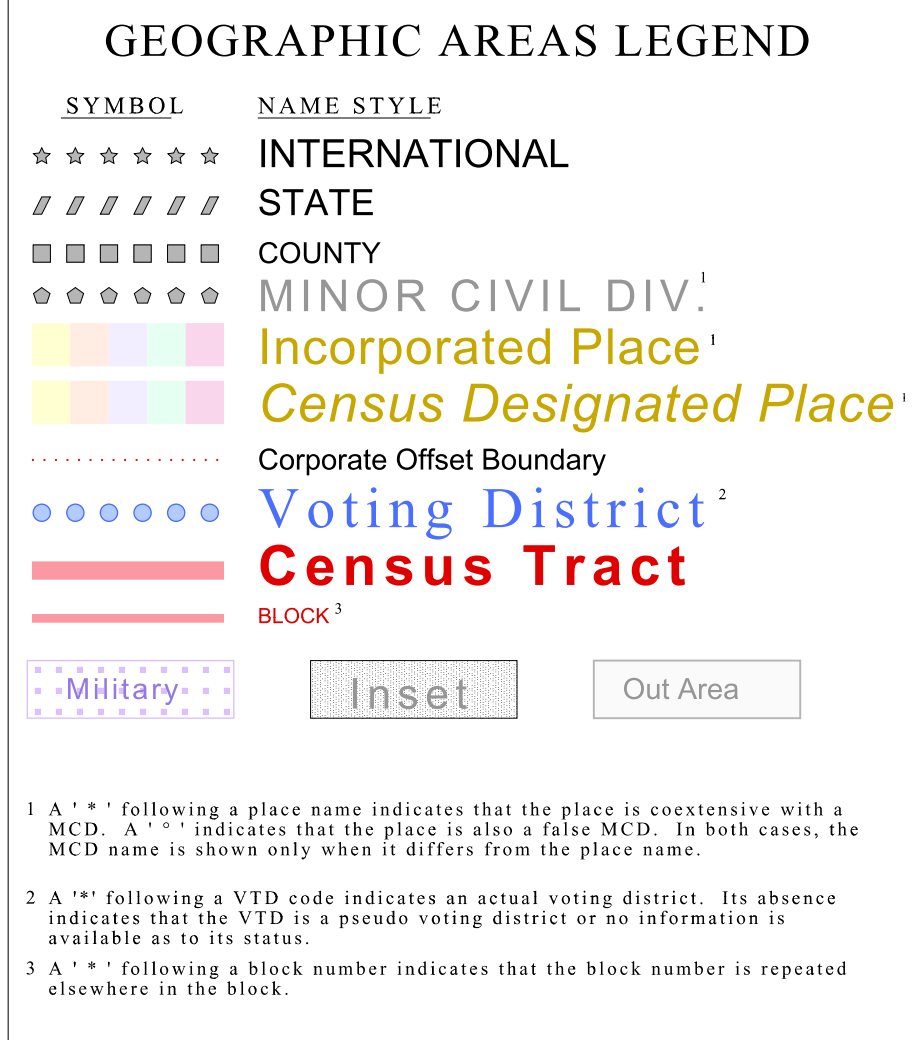 GEOGRAPHIC AREAS LEGEND
SYMBOL NAME STYLE
INTERNATIONAL
STATE
COUNTY
MINOR CIVIL DIV. 1
Incorporated Place 1
Census Designated Place 1
Corporate Offset Boundary
Voting District 2
Census Tract
BLOCK 3
Military Inset Out Area
1 A ' * ' following a place name indicates that the place is coextensive with a
MCD. A ' ° ' indicates that the place is also a false MCD. In both cases, the
MCD name is shown only when it differs from the place name.
2 A '*' following a VTD code indicates an actual voting district. Its absence
indicates that the VTD is a pseudo voting district or no information is
available as to its status.
3 A ' * ' following a block number indicates that the block number is repeated
elsewhere in the block.